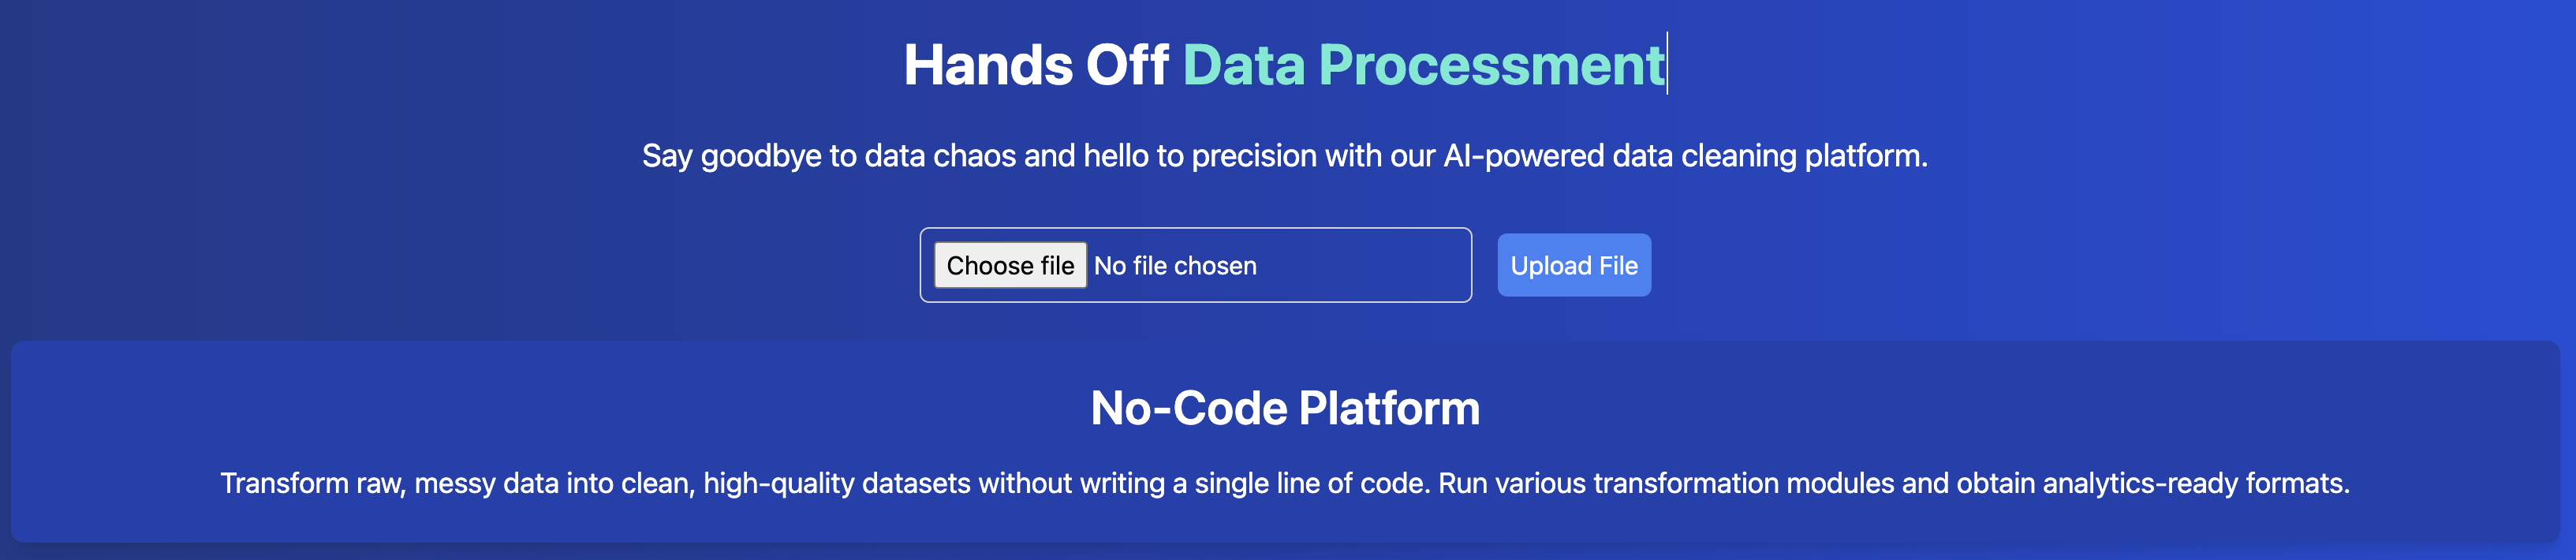 Hands Off Data Processment
Say goodbye to data chaos and hello to precision with our AI-powered data cleaning platform.
Choose file No file chosen Upload File
No-Code Platform
Transform raw, messy data into clean, high-quality datasets without writing a single line of code. Run various transformation modules and obtain analytics-ready formats.